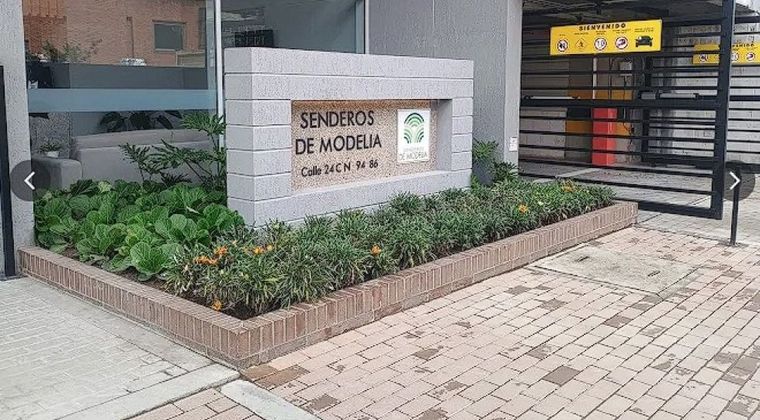 BIENVENIDO
SENDEROS
DE MODELIA
Calle 24 C N 94 86
DE MODELIA